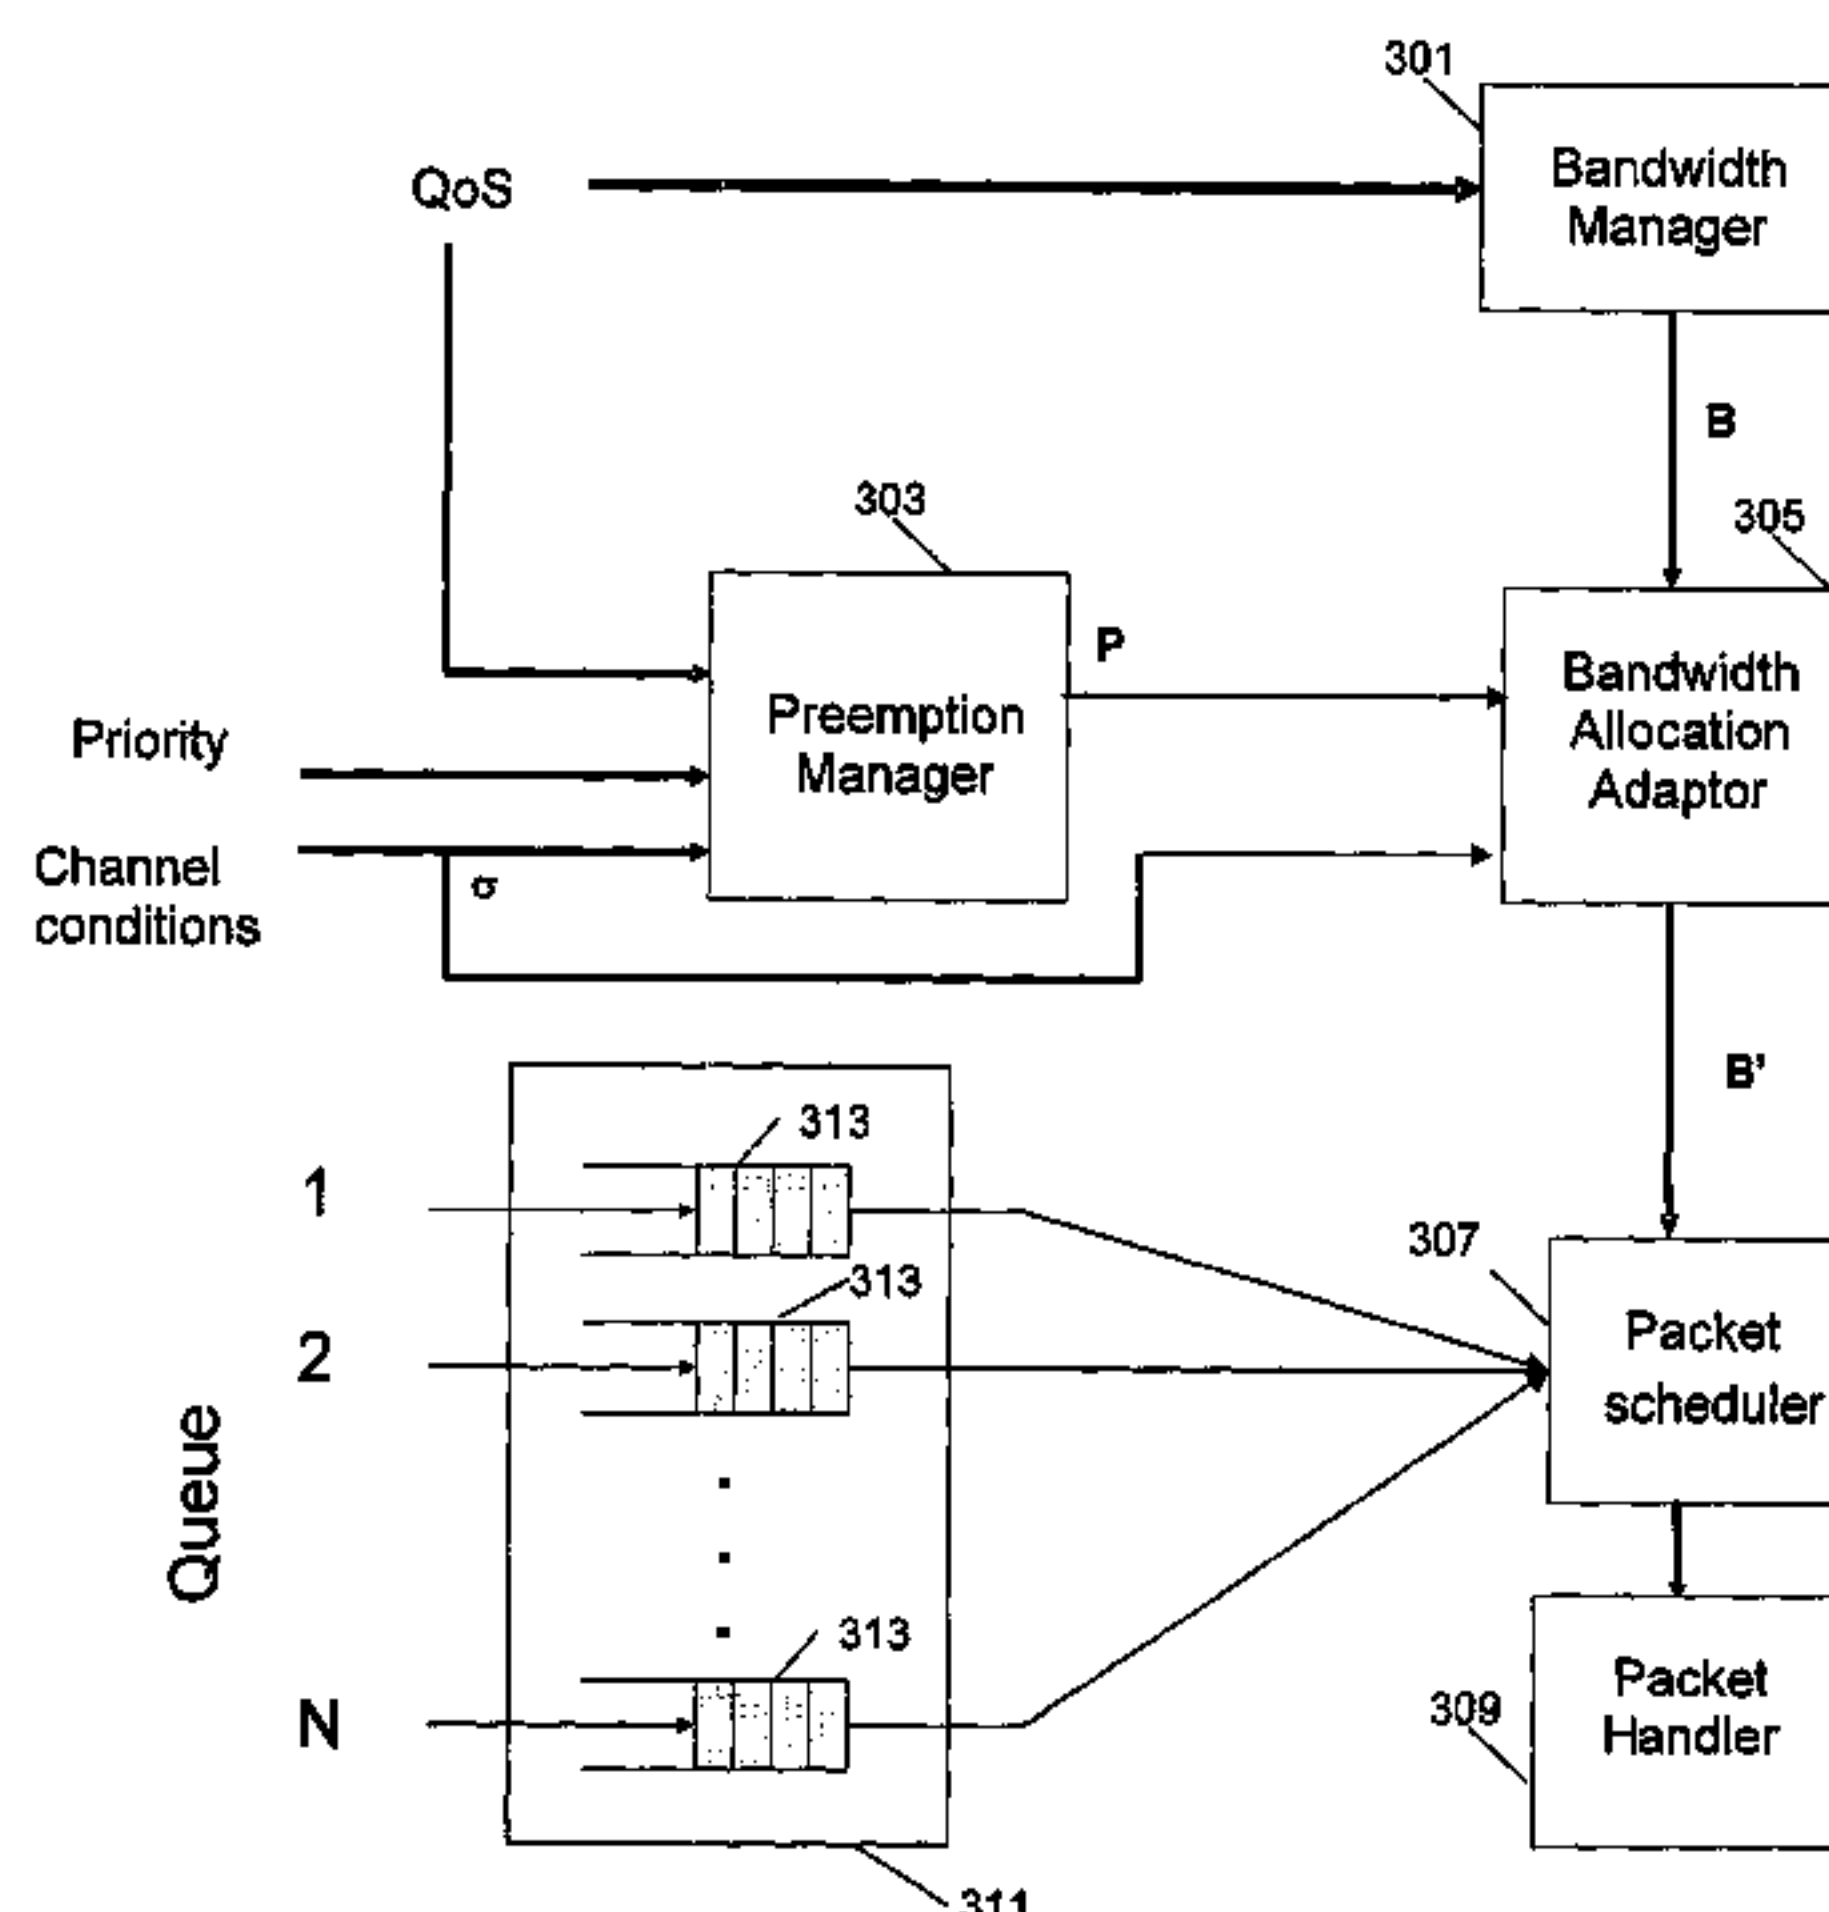 301
Bandwidth
Manager
QoS
B
303
305
P
Preemption
Manager
Bandwidth
Allocation
Adaptor
Priority
Channel
conditions
σ
B'
313
1
313
2
307
Packet
scheduler
Queue
313
N
309
Packet
Handler
311